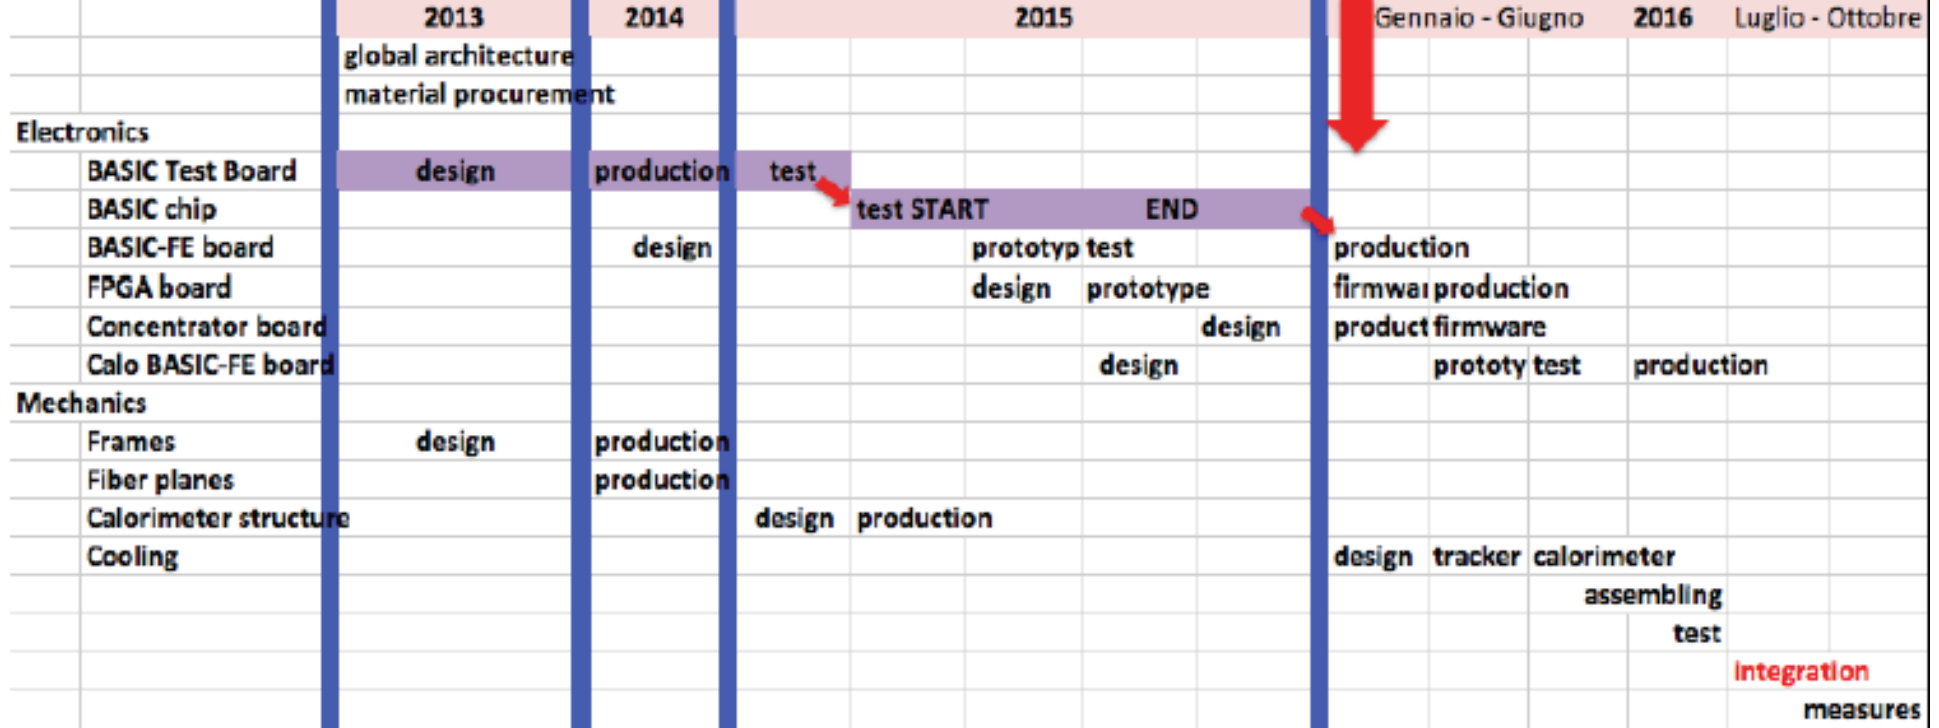 2013 2014 2015 Gennaio - Giugno 2016 Luglio - Ottobre
global architecture
material procurement
Electronics
BASIC Test Board design production test
BASIC chip test START END
BASIC-FE board design prototyp test production
FPGA board design prototype firmwar production
Concentrator board design product firmware
Calo BASIC-FE board design prototy test production
Mechanics
Frames design production
Fiber planes production
Calorimeter structure design production
Cooling design tracker calorimeter
assembling
test
integration
measures